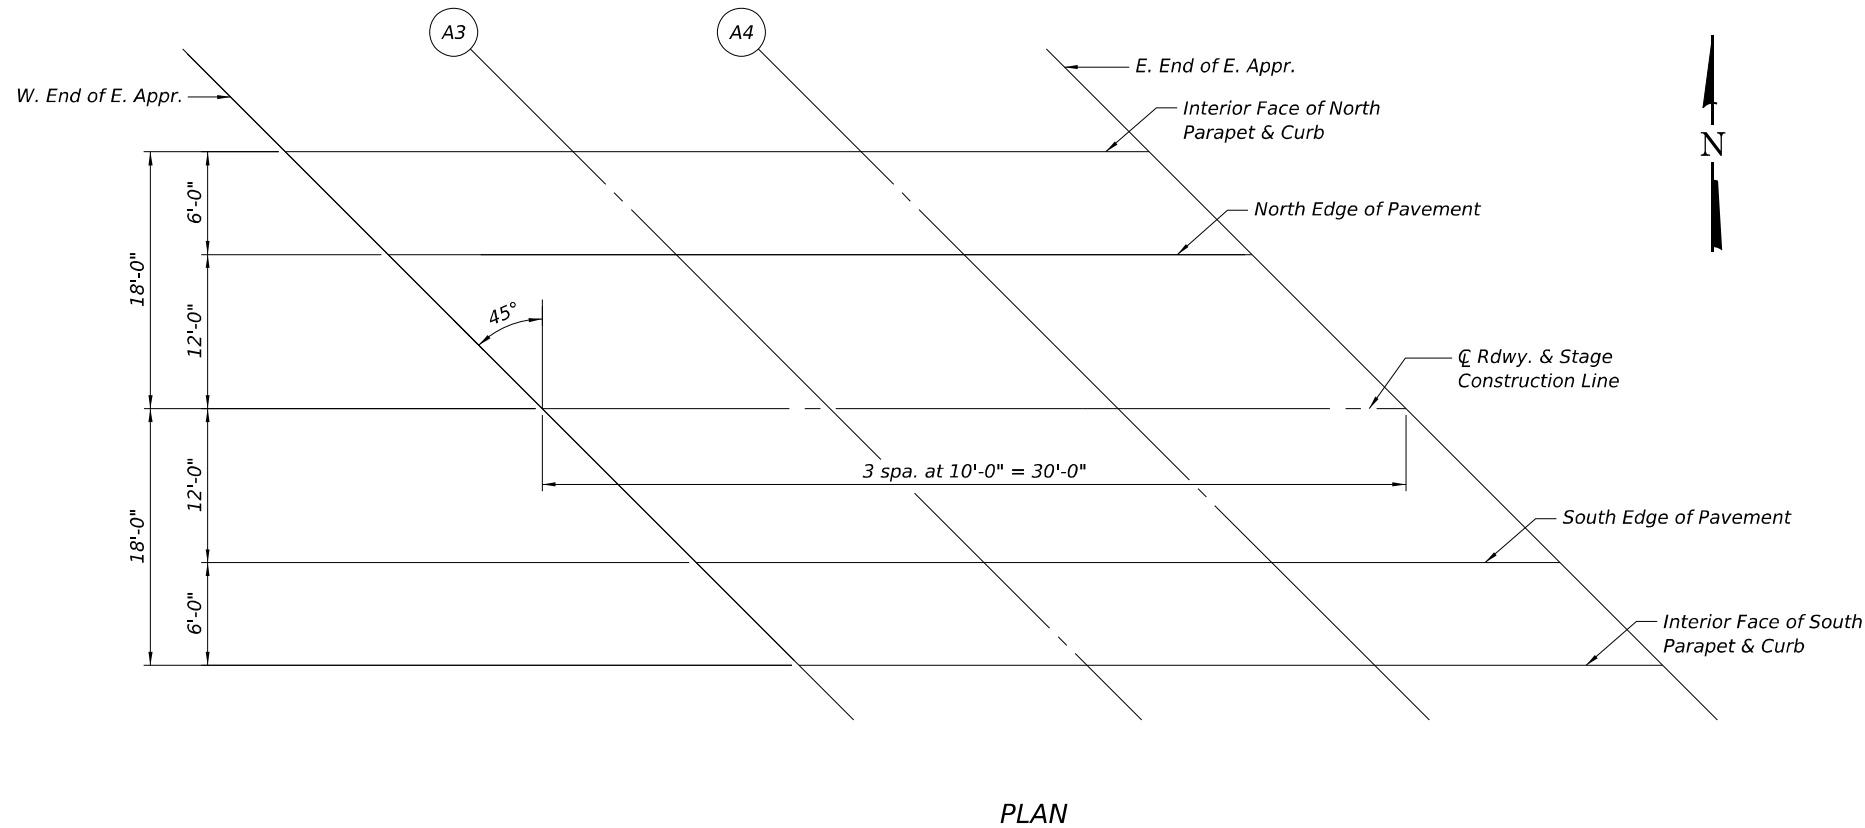 A3
A4
W. End of E. Appr.
E. End of E. Appr.
Interior Face of North
Parapet & Curb
N
North Edge of Pavement
6'-0"
18'-0"
12'-0"
45°
℄ Rdwy. & Stage
Construction Line
3 spa. at 10'-0" = 30'-0"
12'-0"
18'-0"
South Edge of Pavement
6'-0"
Interior Face of South
Parapet & Curb
PLAN